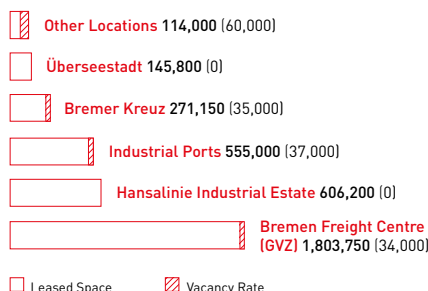 Other Locations 114,000 (60,000)
Überseestadt 145,800 (0)
Bremer Kreuz 271,150 (35,000)
Industrial Ports 555,000 (37,000)
Hansalinie Industrial Estate 606,200 (0)
Bremen Freight Centre
(GVZ) 1,803,750 (34,000)
Leased Space Vacancy Rate